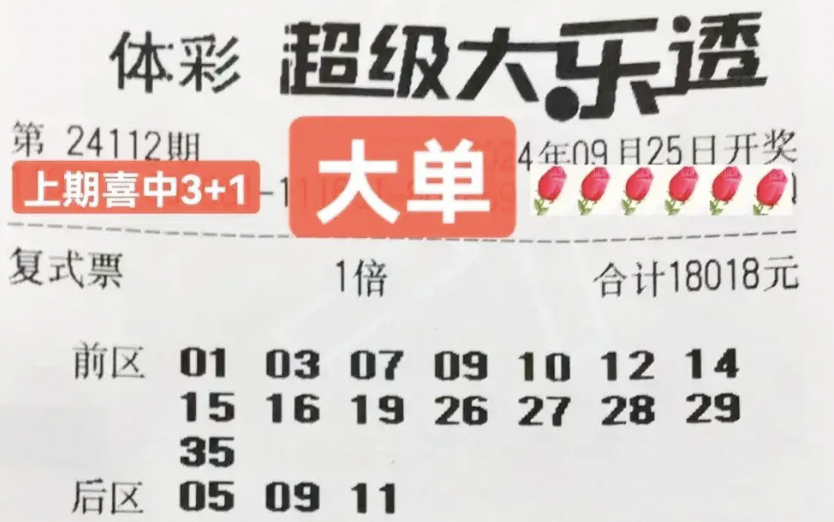 体彩 超级大乐透
第 24112期 4年09月25日开奖
上期喜中3+1
大单
复式票 1倍 合计18018元
前区 01 03 07 09 10 12 14
15 16 19 26 27 28 29
35
后区 05 09 11